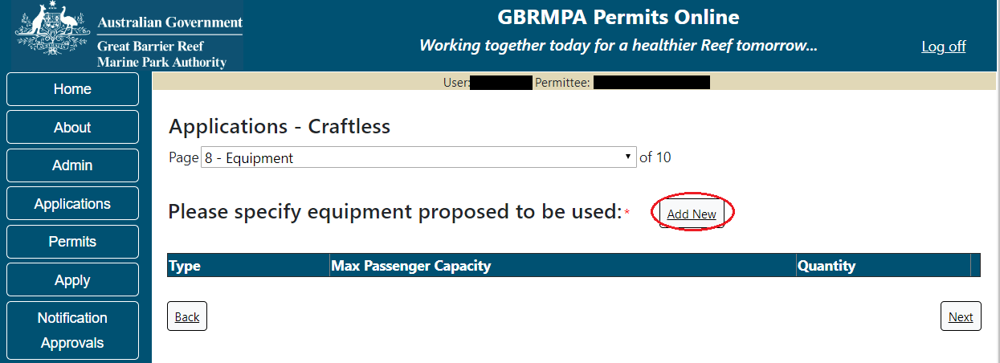 Australian Government
Great Barrier Reef
Marine Park Authority
GBRMPA Permits Online
Working together today for a healthier Reef tomorrow...
Log off
User: Permittee:
Home
About
Admin
Applications
Permits
Apply
Notification
Approvals
Applications - Craftless
Page 8 - Equipment of 10
Please specify equipment proposed to be used:* Add New
Type Max Passenger Capacity Quantity
Back Next